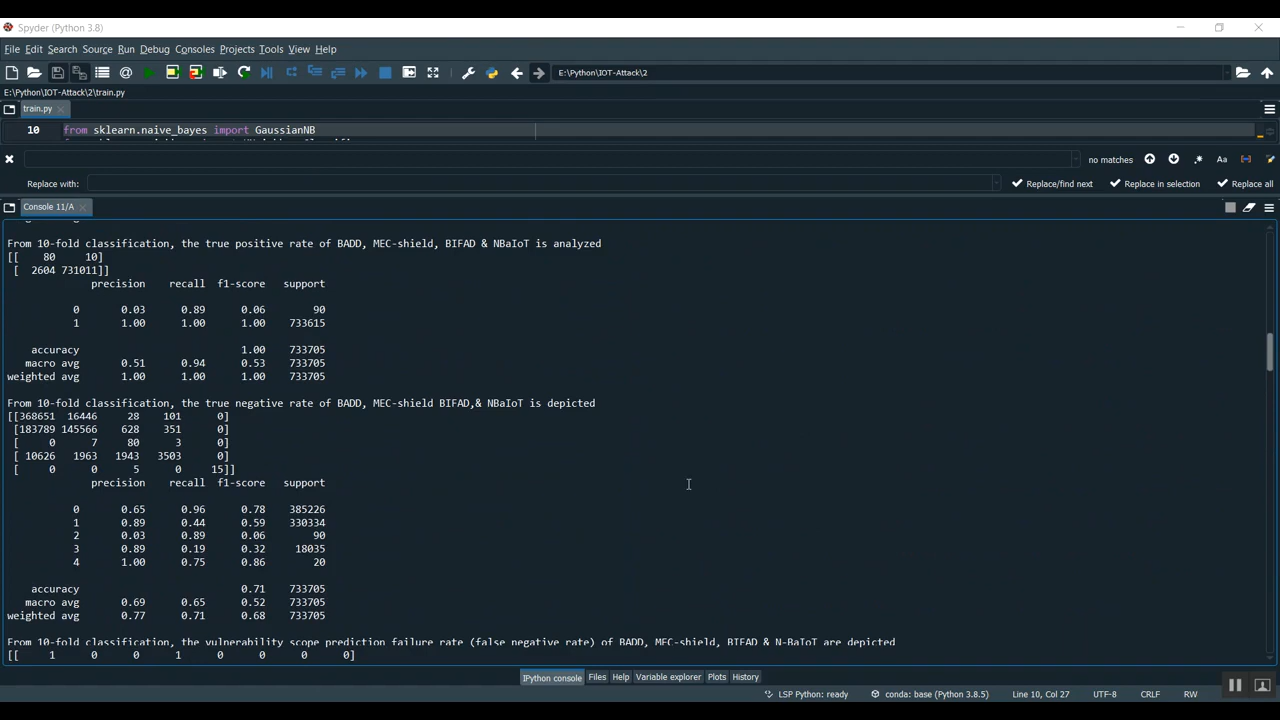 Spyder (Python 3.8)
File Edit Search Source Run Debug Consoles Projects Tools View Help
E:\Python\IOT-Attack\2
E:\Python\IOT-Attack\2\train.py
train.py
10 from sklearn.naive_bayes import GaussianNB
no matches
Aa
Replace with:
Replace/find next Replace in selection Replace all
Console 11/A
From 10-fold classification, the true positive rate of BADD, MEC-shield, BIFAD & NBaIoT is analyzed
[[ 80 10]
[ 2604 731011]]
precision recall f1-score support
0 0.03 0.89 0.06 90
1 1.00 1.00 1.00 733615
accuracy 1.00 733705
macro avg 0.51 0.94 0.53 733705
weighted avg 1.00 1.00 1.00 733705
From 10-fold classification, the true negative rate of BADD, MEC-shield BIFAD,& NBaIoT is depicted
[[368651 16446 28 101 0]
[183789 145566 628 351 0]
[ 0 7 80 3 0]
[ 10626 1963 1943 3503 0]
[ 0 0 5 0 15]]
precision recall f1-score support
0 0.65 0.96 0.78 385226
1 0.89 0.44 0.59 330334
2 0.03 0.89 0.06 90
3 0.89 0.19 0.32 18035
4 1.00 0.75 0.86 20
accuracy 0.71 733705
macro avg 0.69 0.65 0.52 733705
weighted avg 0.77 0.71 0.68 733705
From 10-fold classification, the vulnerability scope prediction failure rate (false negative rate) of BADD, MEC-shield, BIFAD & N-BaIoT are depicted
[[ 1 0 0 1 0 0 0 0]
IPython console Files Help Variable explorer Plots History
LSP Python: ready conda: base (Python 3.8.5) Line 10, Col 27 UTF-8 CRLF RW